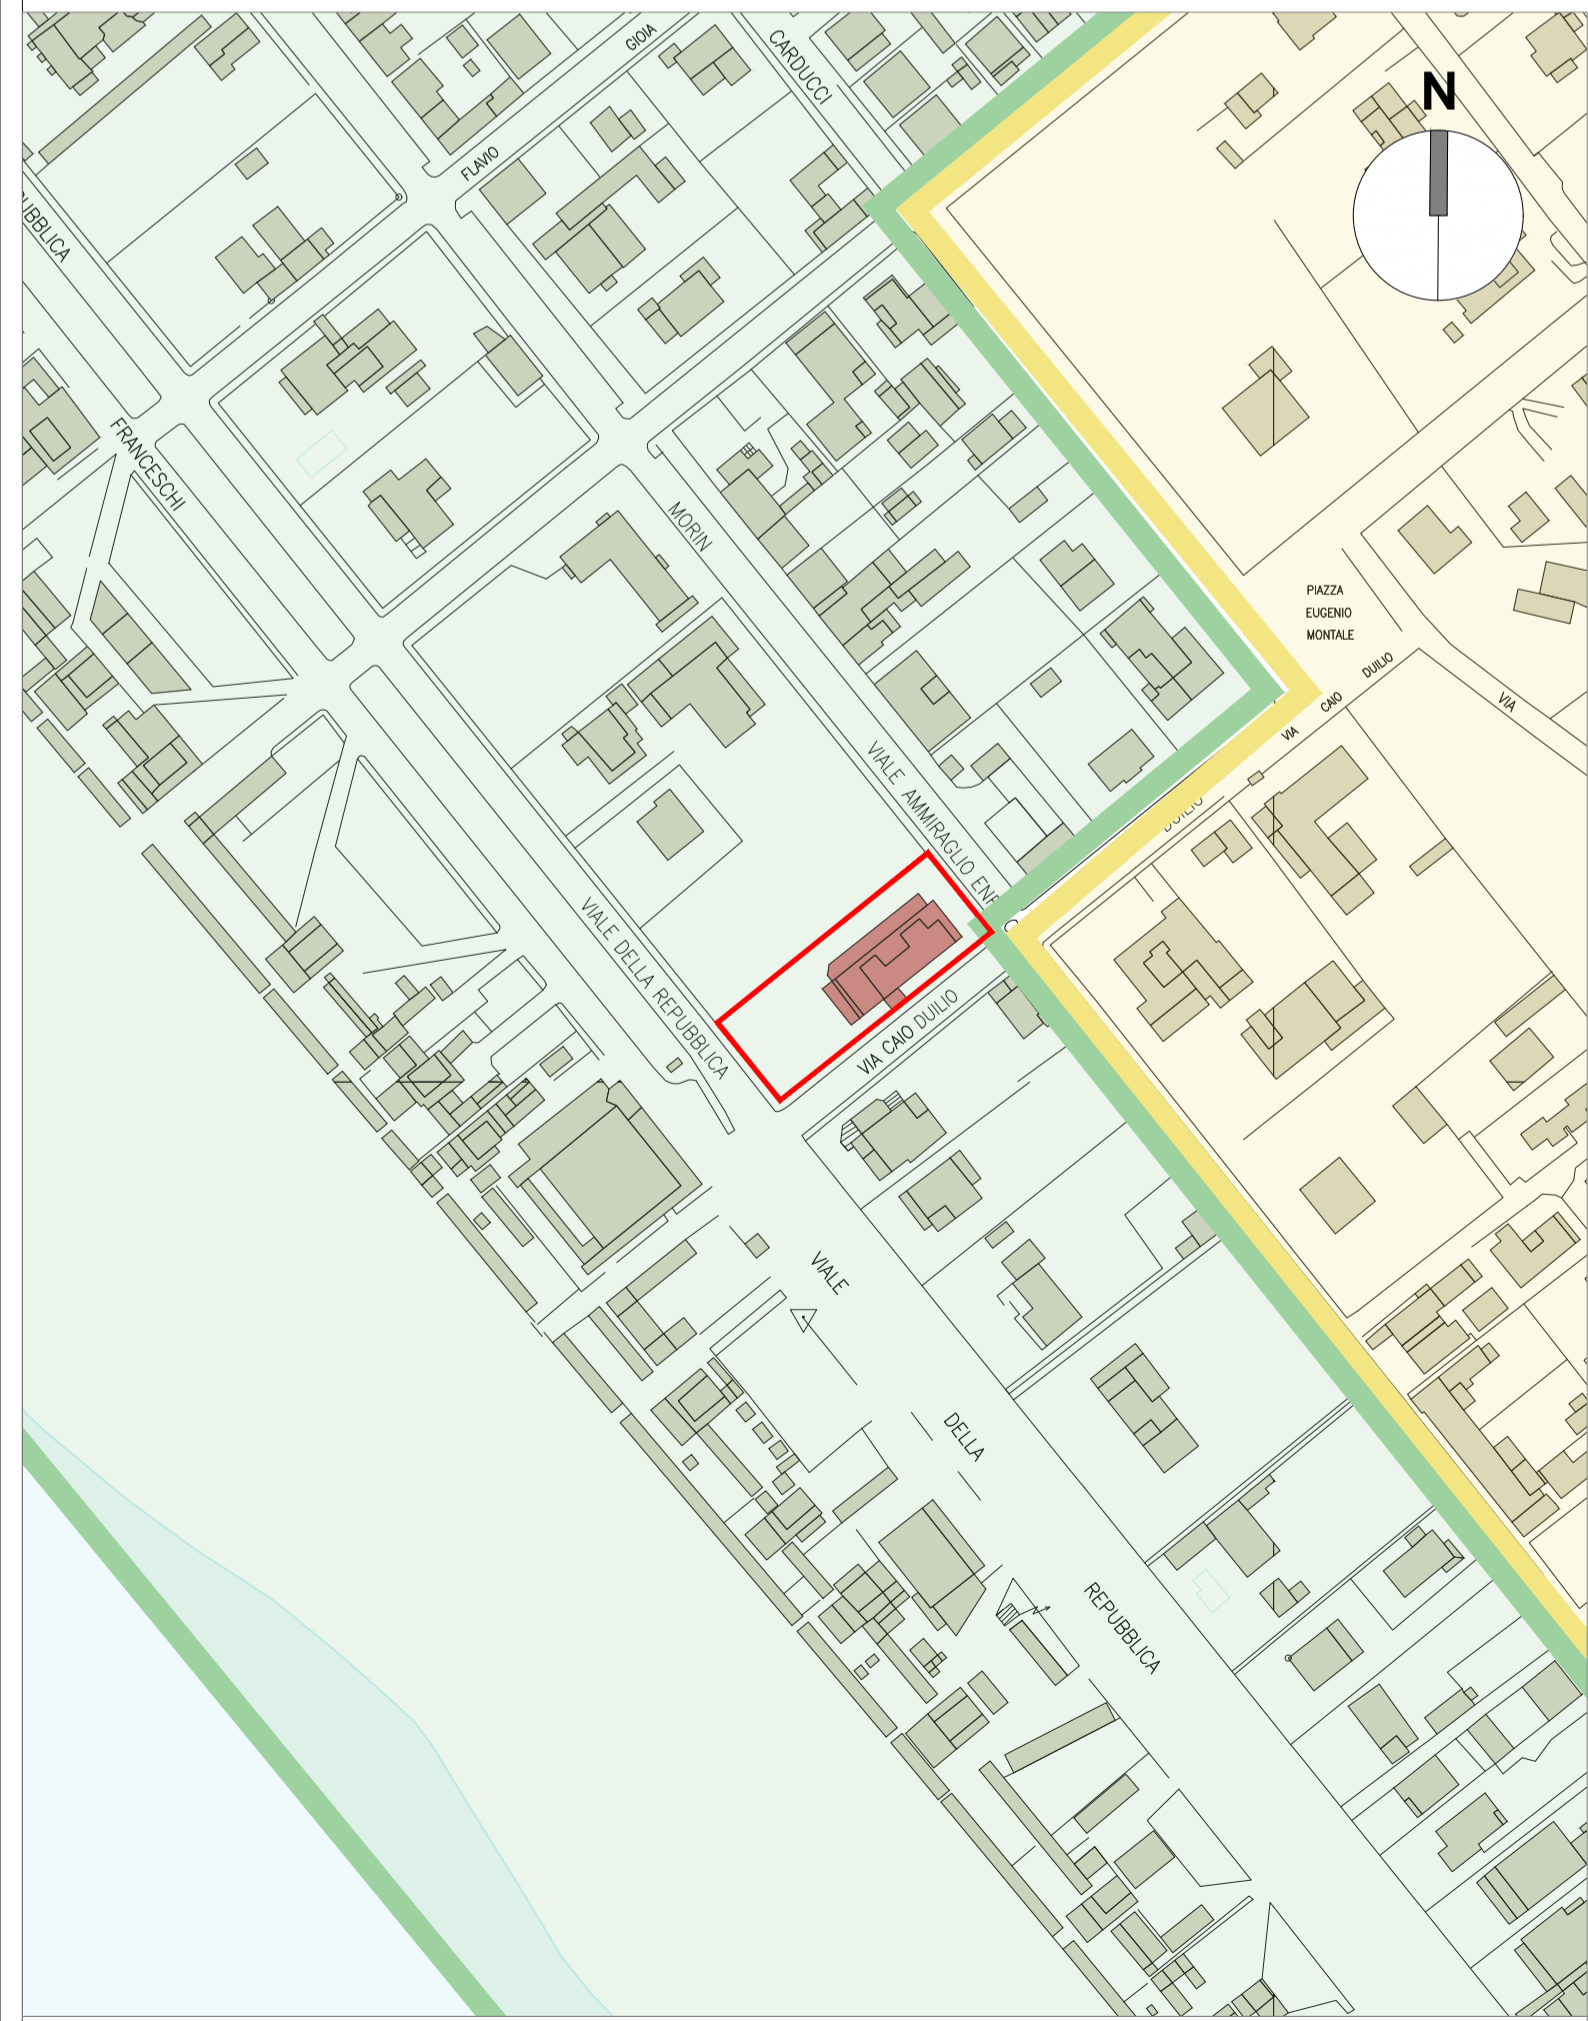 GIOIA
CARDUCCI
N
FLAVIO
UBBLICA
FRANCESCHI
MORIN
PIAZZA
EUGENIO
MONTALE
DUILIO
CAIO
VIA
VIA
VIALE AMMIRAGLIO ENR
DUILIO
VIALE DELLA REPUBBLICA
VIA CAIO DUILIO
VIALE
DELLA
REPUBBLICA